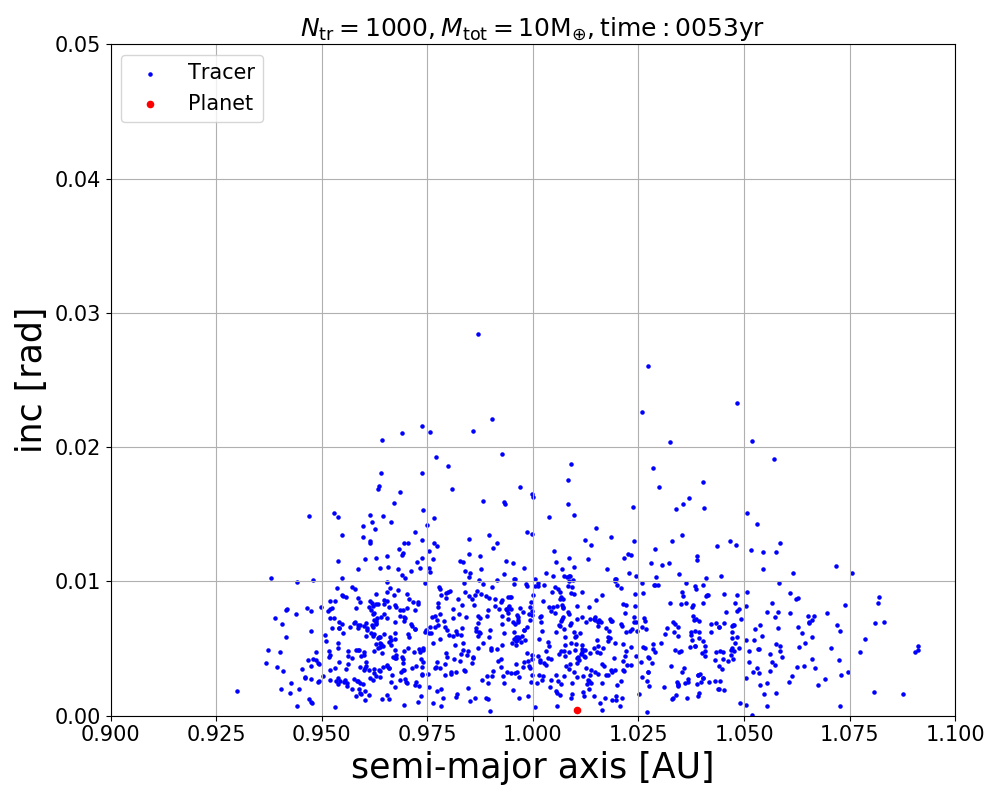 N_tr = 1000, M_tot = 10M_⊕, time : 0053yr
Tracer
Planet
0.05
0.04
0.03
0.02
0.01
0.00
inc [rad]
0.900 0.925 0.950 0.975 1.000 1.025 1.050 1.075 1.100
semi-major axis [AU]